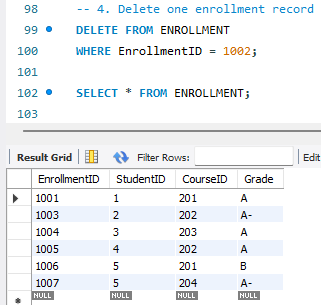 98 -- 4. Delete one enrollment record
99 DELETE FROM ENROLLMENT
100 WHERE EnrollmentID = 1002;
101
102 SELECT * FROM ENROLLMENT;
103
Result Grid Filter Rows: Edit
EnrollmentID StudentID CourseID Grade
1001 1 201 A
1003 2 202 A-
1004 3 203 A
1005 4 202 A
1006 5 201 B
1007 5 204 A-
NULL NULL NULL NULL